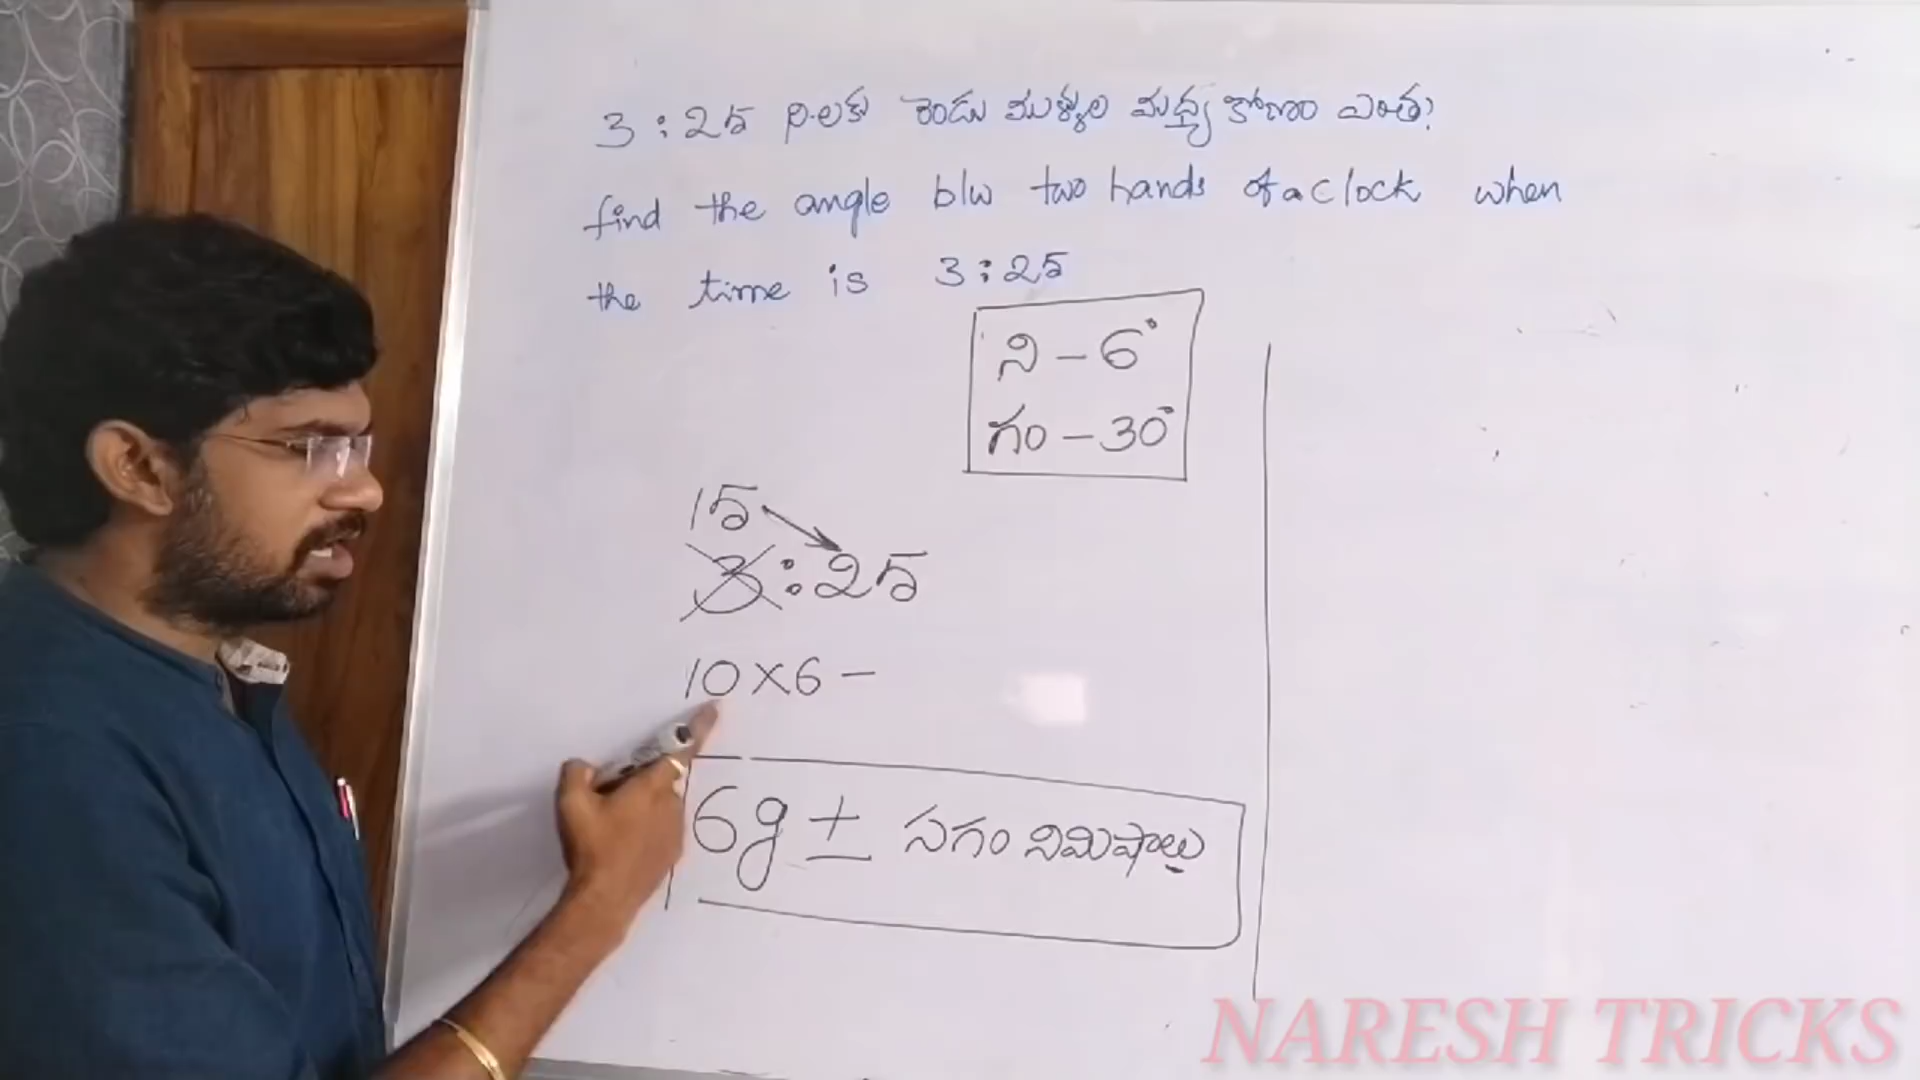 3 : 25 ని.లకు రెండు ముళ్ళుల మధ్య కోణం ఎంత?
find the angle b/w two hands of a clock when
the time is 3 : 25
ని – 6°
గం – 30°
15
3 : 25
10 × 6 –
6g ± సగం నిమిషాలు
NARESH TRICKS